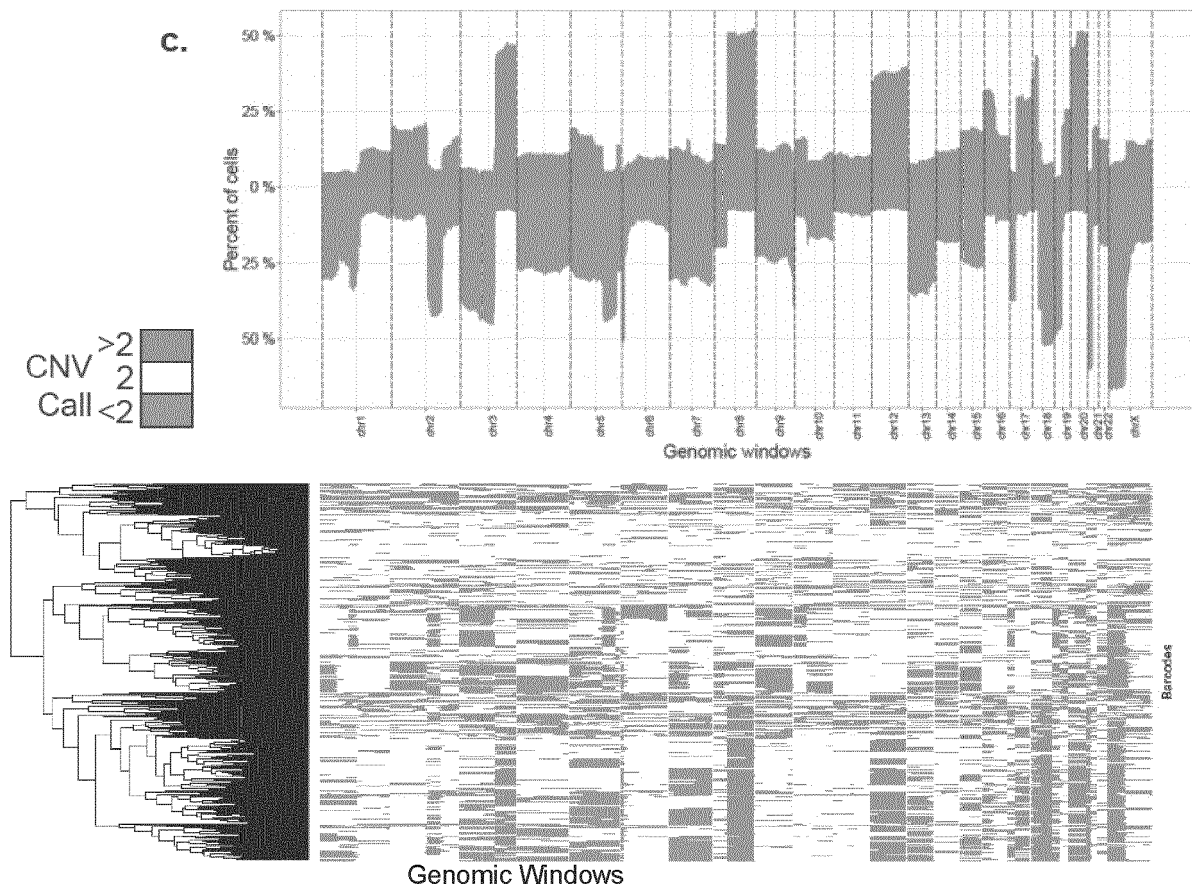 c.
50 %
25 %
0 %
25 %
50 %
Percent of cells
CNV
Call
>2
2
<2
chr1
chr2
chr3
chr4
chr5
chr6
chr7
chr8
chr9
chr10
chr11
chr12
chr13
chr14
chr15
chr16
chr17
chr18
chr19
chr20
chr21
chr22
chrX
Genomic windows
Barcodes
Genomic Windows